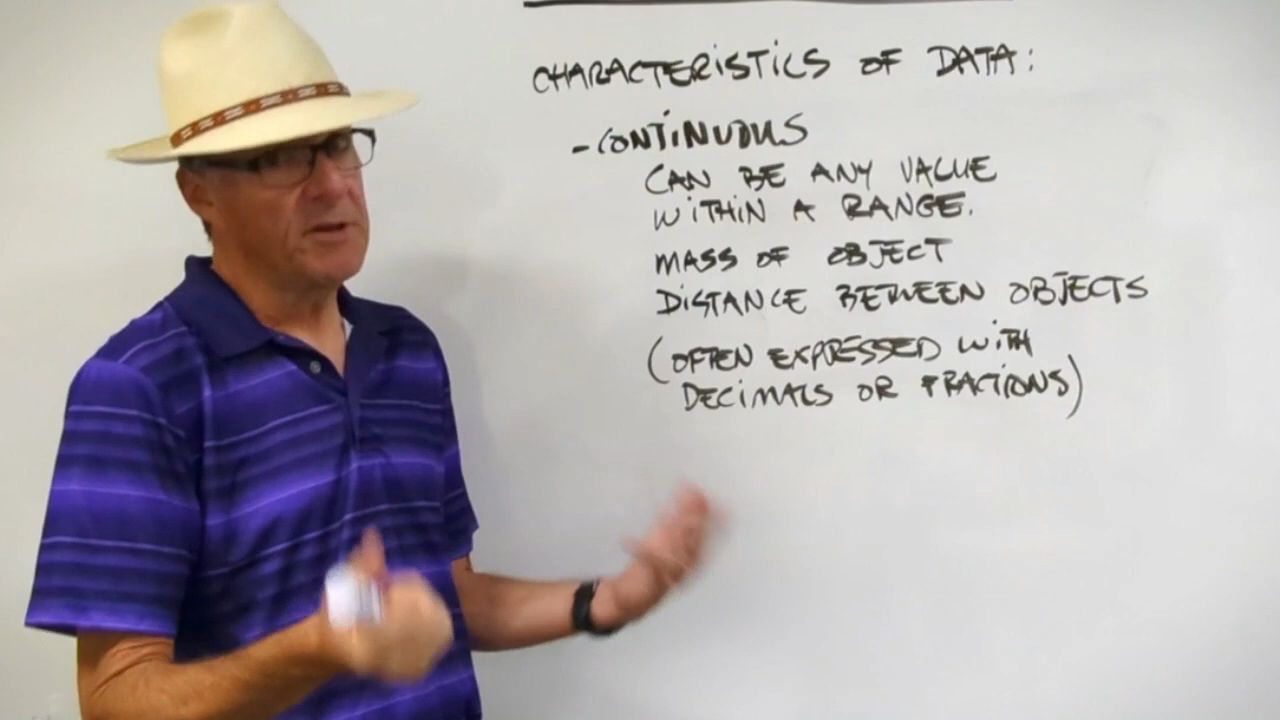 CHARACTERISTICS OF DATA:
- CONTINUOUS
CAN BE ANY VALUE
WITHIN A RANGE.
MASS OF OBJECT
DISTANCE BETWEEN OBJECTS
(OFTEN EXPRESSED WITH
DECIMALS OR FRACTIONS)